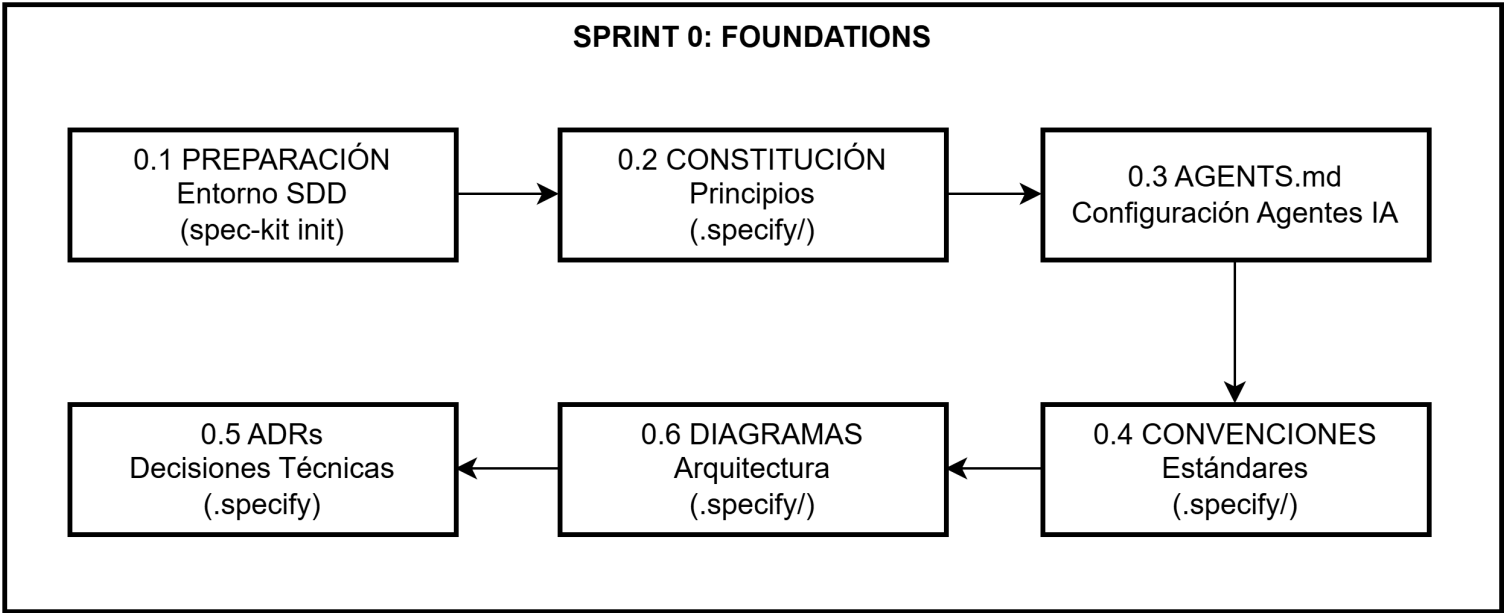 SPRINT 0: FOUNDATIONS
0.1 PREPARACIÓN
Entorno SDD
(spec-kit init)
0.2 CONSTITUCIÓN
Principios
(.specify/)
0.3 AGENTS.md
Configuración Agentes IA
0.5 ADRs
Decisiones Técnicas
(.specify)
0.6 DIAGRAMAS
Arquitectura
(.specify/)
0.4 CONVENCIONES
Estándares
(.specify/)